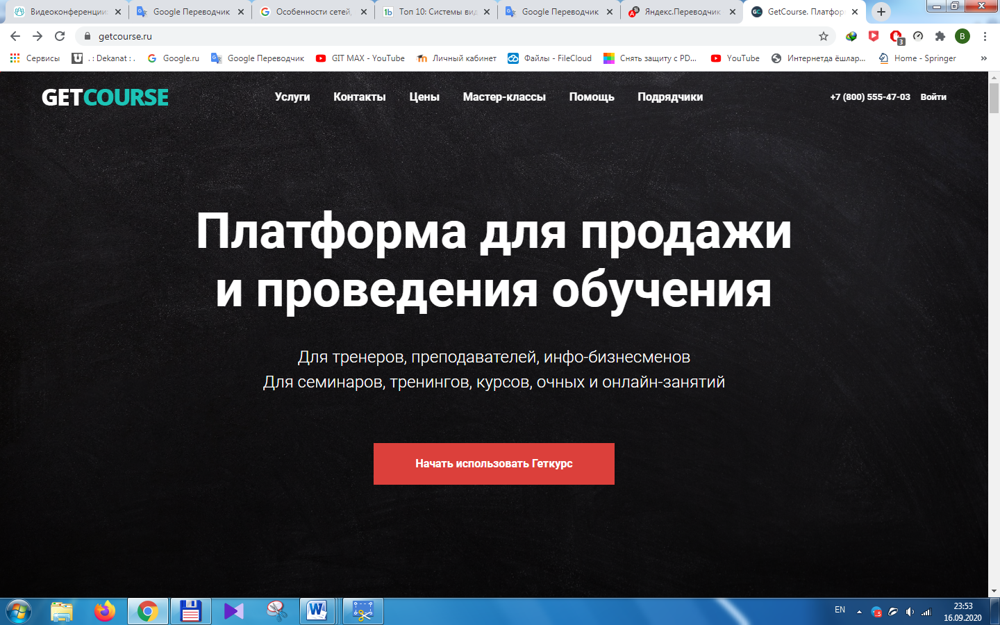 Видеоконференции
Google Переводчик
Особенности сетей,
Топ 10: Системы вид
Google Переводчик
Яндекс.Переводчик
GetCourse. Платфор
getcourse.ru
3
B
Сервисы
. : Dekanat : .
Google.ru
Google Переводчик
GIT MAX - YouTube
Личный кабинет
Файлы - FileCloud
Снять защиту с PD...
YouTube
Интернетда ёшлар...
Home - Springer
»
GETCOURSE
Услуги
Контакты
Цены
Мастер-классы
Помощь
Подрядчики
+7 (800) 555-47-03
Войти
Платформа для продажи
и проведения обучения
Для тренеров, преподавателей, инфо-бизнесменов
Для семинаров, тренингов, курсов, очных и онлайн-занятий
Начать использовать Геткурс
EN
23:53
16.09.2020